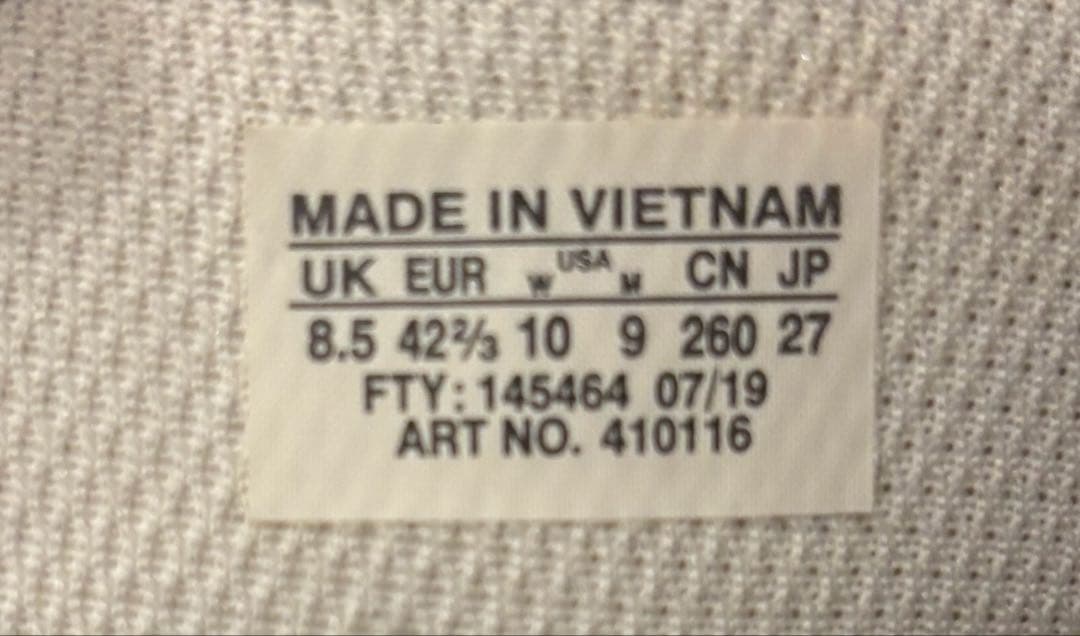 MADE IN VIETNAM
UK EUR W USA M CN JP
8.5 42⅔ 10 9 260 27
FTY: 145464 07/19
ART NO. 410116